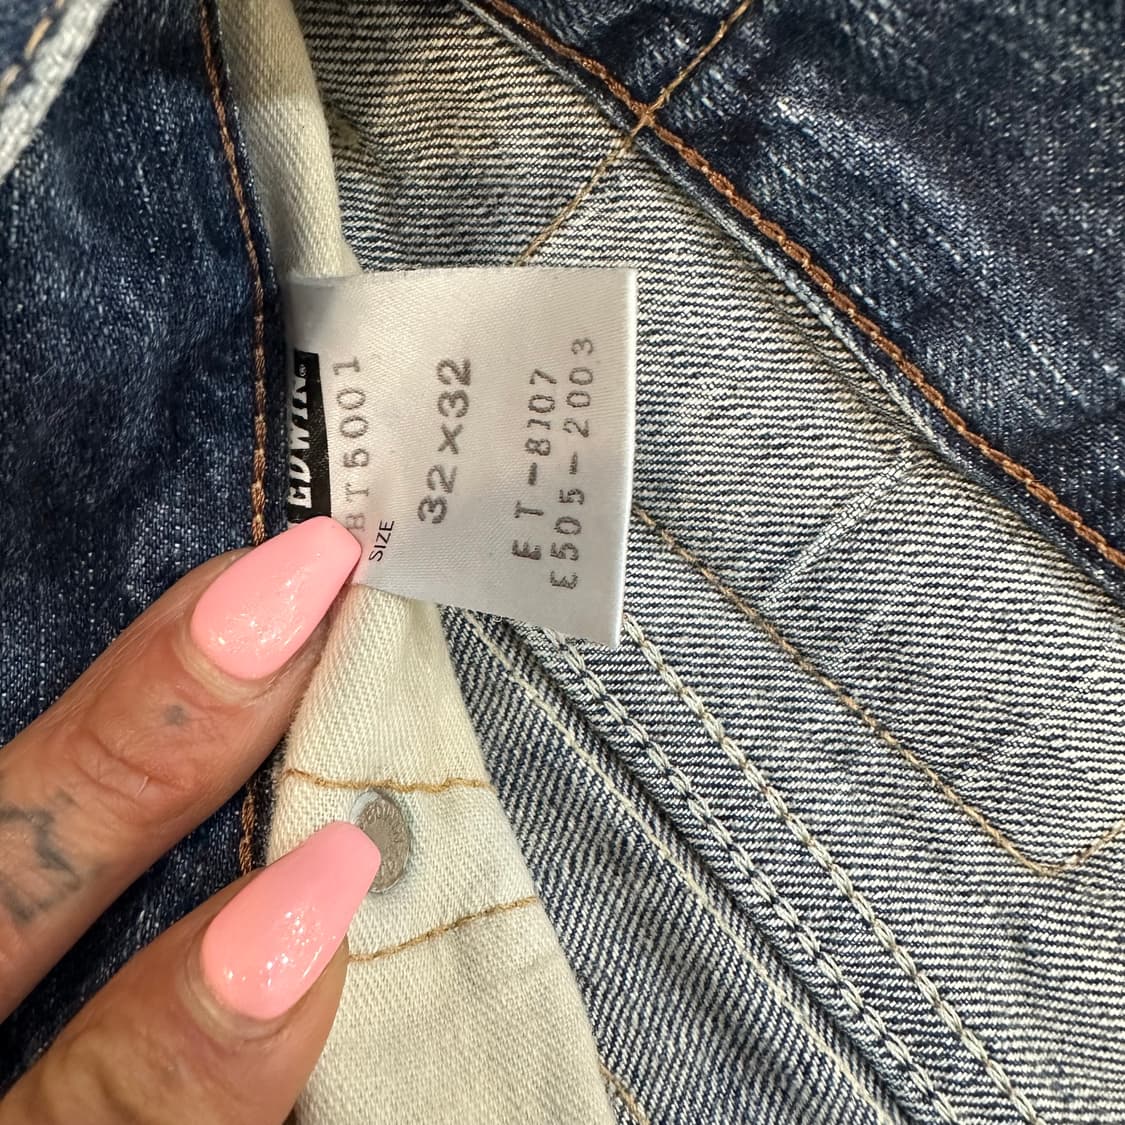 EDWIN®
BT5001
SIZE
32×32
ET-8107
E505-2003